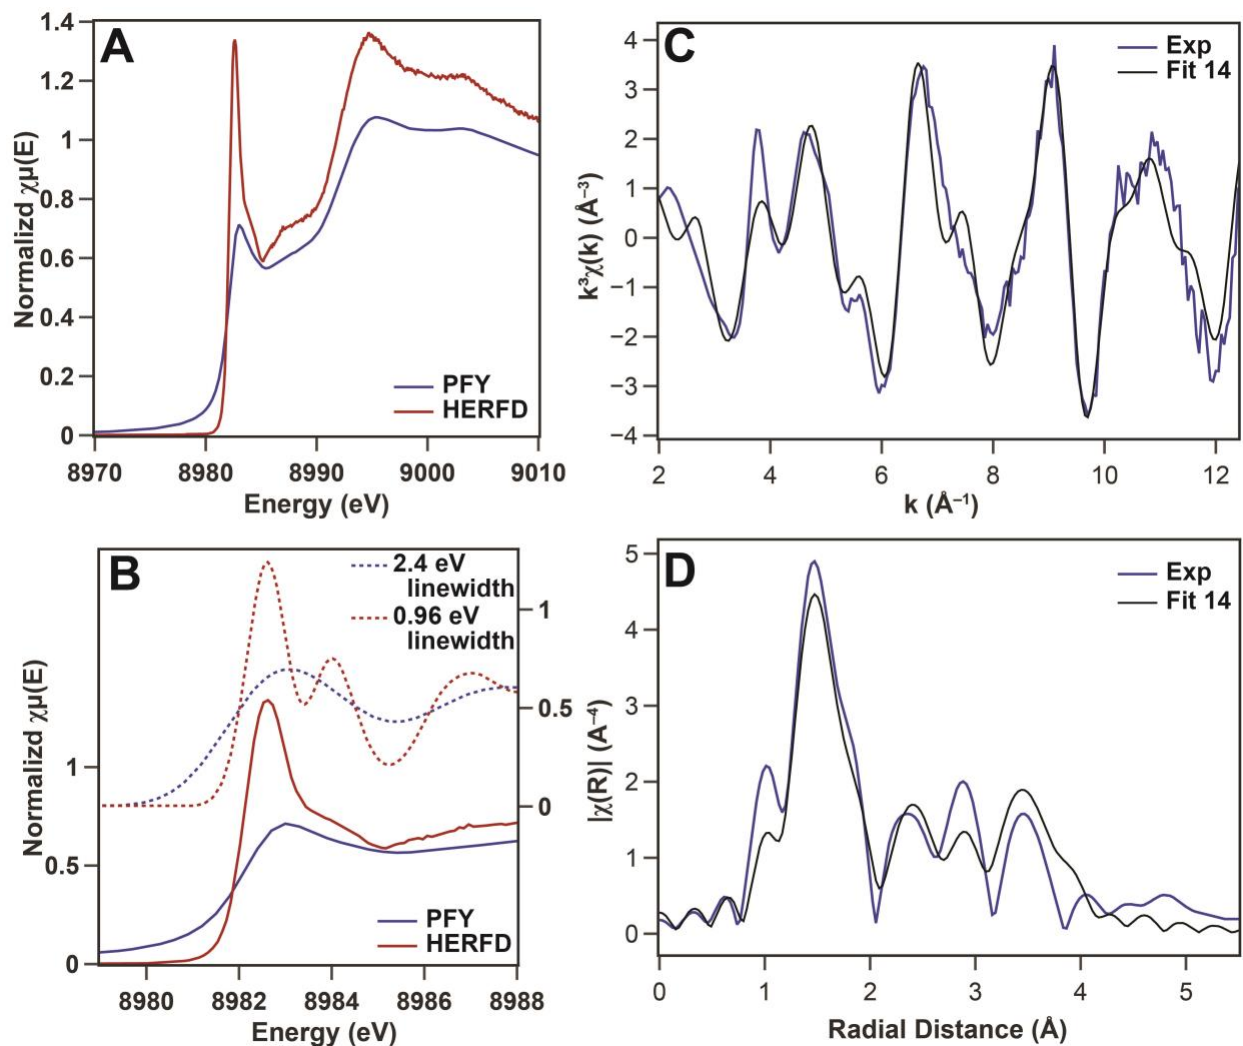 A
1.4
1.2
1
0.8
0.6
0.4
0.2
0
Normalizd χμ(E)
PFY
HERFD
8970
8980
8990
9000
9010
Energy (eV)
C
Exp
Fit 14
4
3
2
1
0
−1
−2
−3
−4
k³χ(k) (Å⁻³)
2
4
6
8
10
12
k (Å⁻¹)
B
2.4 eV
linewidth
0.96 eV
linewidth
1
0.5
0
Normalizd χμ(E)
1
0.5
0
PFY
HERFD
8980
8982
8984
8986
8988
Energy (eV)
D
Exp
Fit 14
5
4
3
2
1
0
|χ(R)| (A⁻⁴)
0
1
2
3
4
5
Radial Distance (Å)